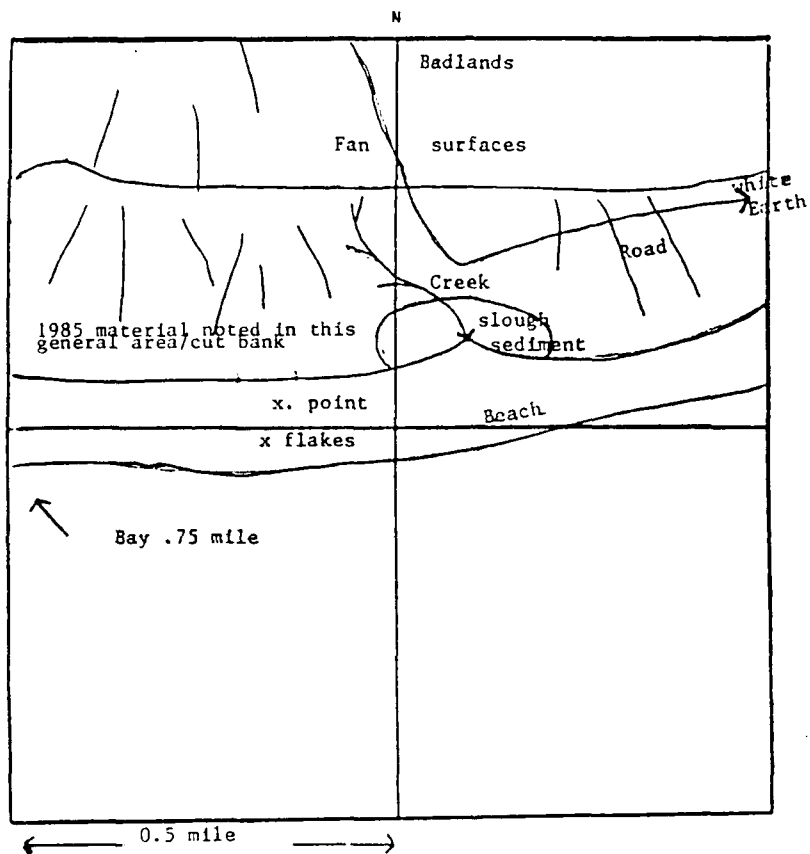 N
Badlands
Fan surfaces
White
Earth
Road
Creek
slough
sediment
1985 material noted in this
general area/cut bank
x. point
Beach
x flakes
Bay .75 mile
0.5 mile